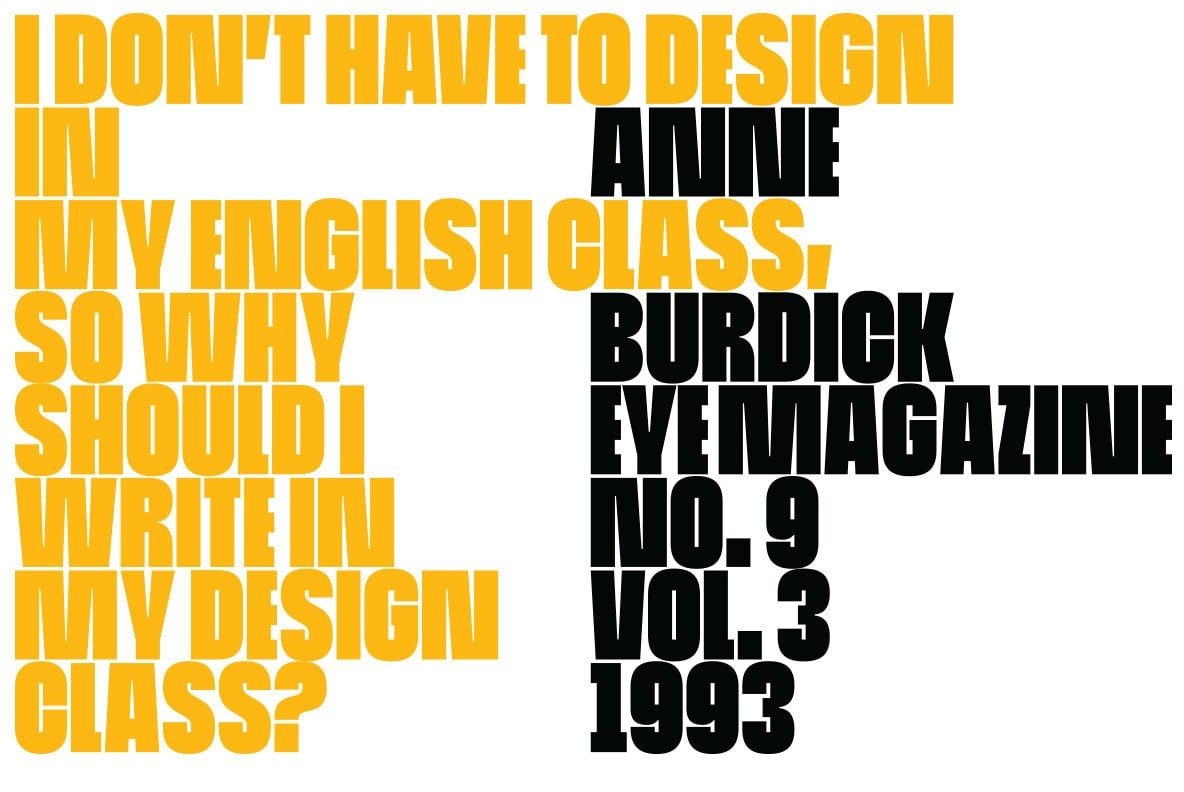 I DON'T HAVE TO DESIGN
IN
MY ENGLISH CLASS,
SO WHY
SHOULD I
WRITE IN
MY DESIGN
CLASS?
ANNE
BURDICK
EYE MAGAZINE
NO. 9
VOL. 3
1993